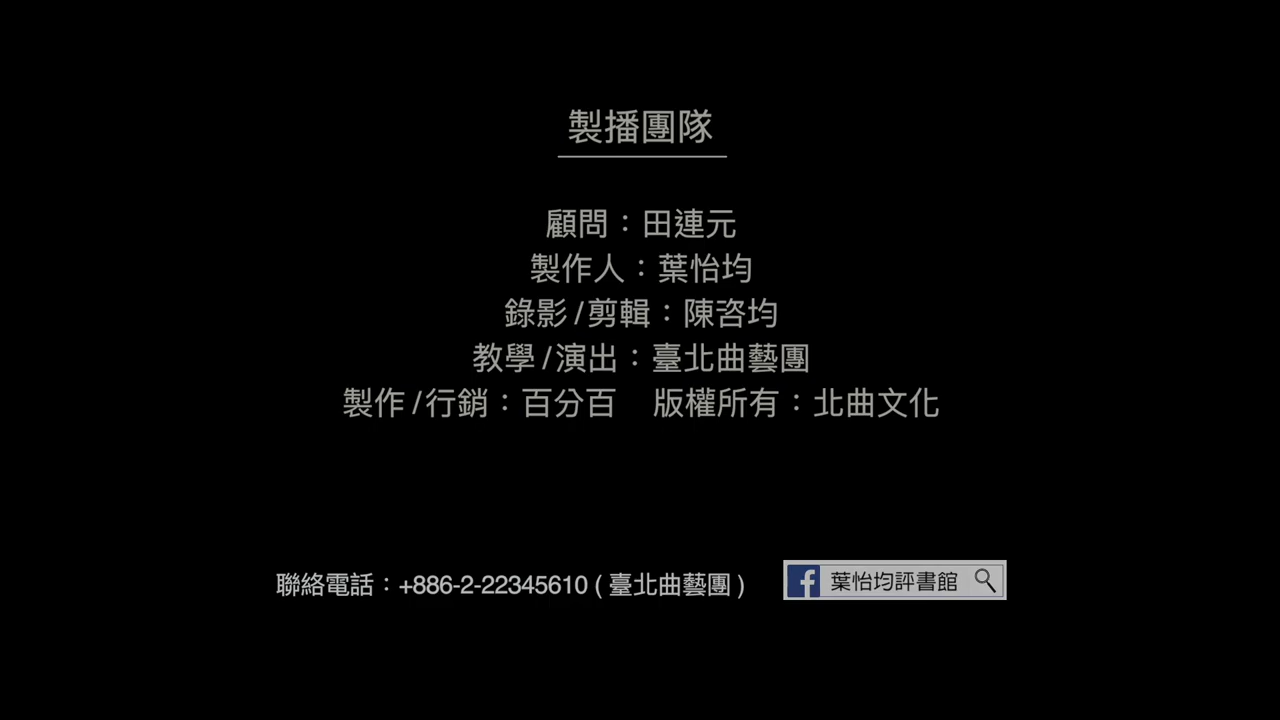 製播團隊
顧問：田連元
製作人：葉怡均
錄影/剪輯：陳咨均
教學/演出：臺北曲藝團
製作/行銷：百分百　版權所有：北曲文化
聯絡電話：+886-2-22345610 ( 臺北曲藝團 )
f 葉怡均評書館